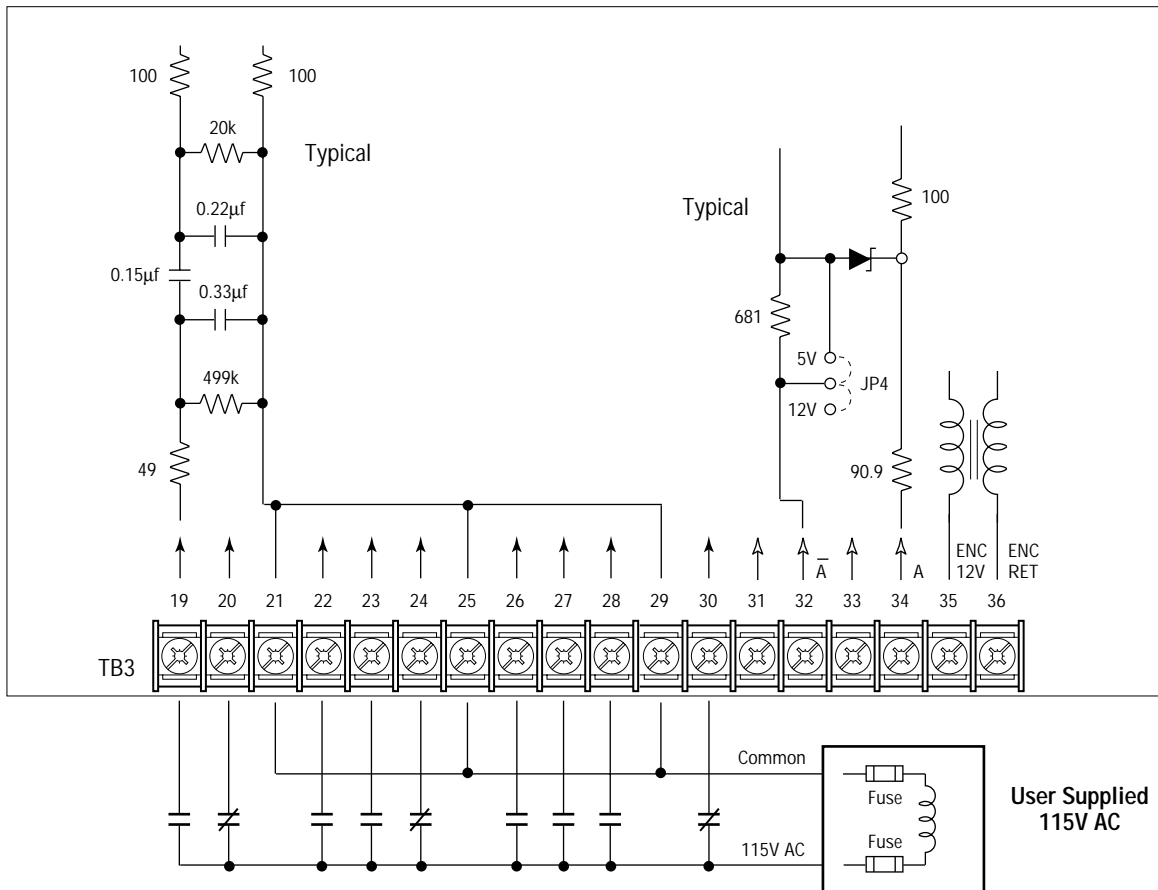 100
100
20k
Typical
0.22µf
0.15µf
0.33µf
499k
49
Typical
100
681
5V
JP4
12V
90.9
A̅
A
ENC
12V
ENC
RET
19 20 21 22 23 24 25 26 27 28 29 30 31 32 33 34 35 36
TB3
Common
Fuse
Fuse
115V AC
User Supplied
115V AC